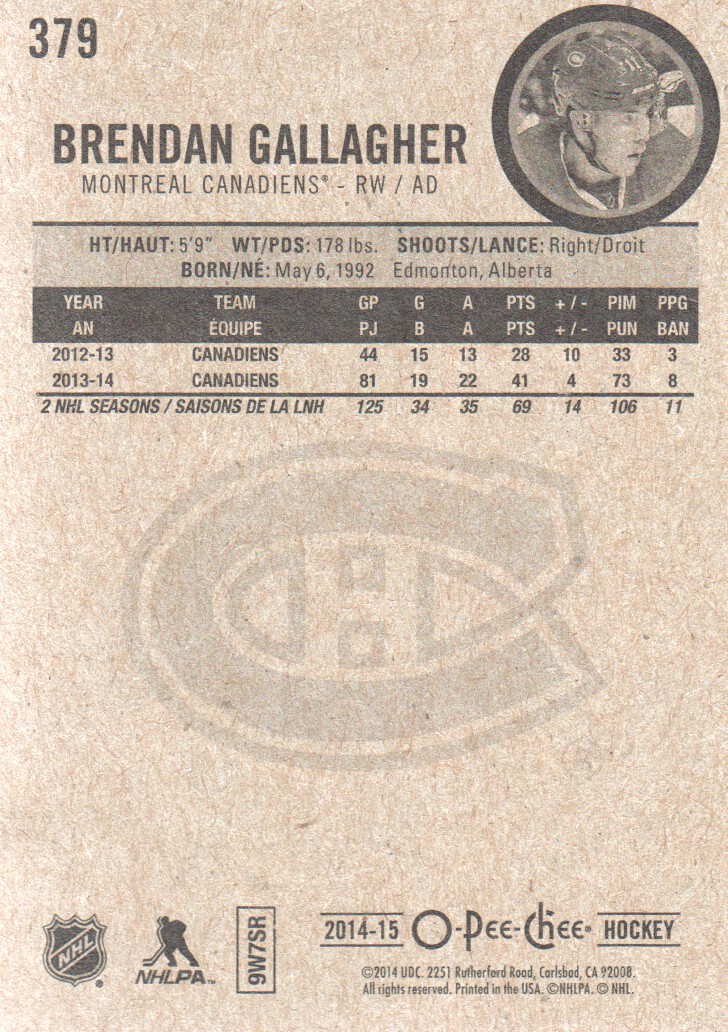 379
BRENDAN GALLAGHER
MONTREAL CANADIENS® - RW / AD
HT/HAUT: 5'9" WT/PDS: 178 lbs. SHOOTS/LANCE: Right/Droit
BORN/NÉ: May 6, 1992 Edmonton, Alberta
YEAR TEAM GP G A PTS + / - PIM PPG
AN ÉQUIPE PJ B A PTS + / - PUN BAN
2012-13 CANADIENS 44 15 13 28 10 33 3
2013-14 CANADIENS 81 19 22 41 4 73 8
2 NHL SEASONS / SAISONS DE LA LNH 125 34 35 69 14 106 11
NHL ®
NHLPA™
9W7SR
2014-15 O-Pee-Chee® HOCKEY
©2014 UDC. 2251 Rutherford Road, Carlsbad, CA 92008.
All rights reserved. Printed in the USA. ©NHLPA. © NHL.